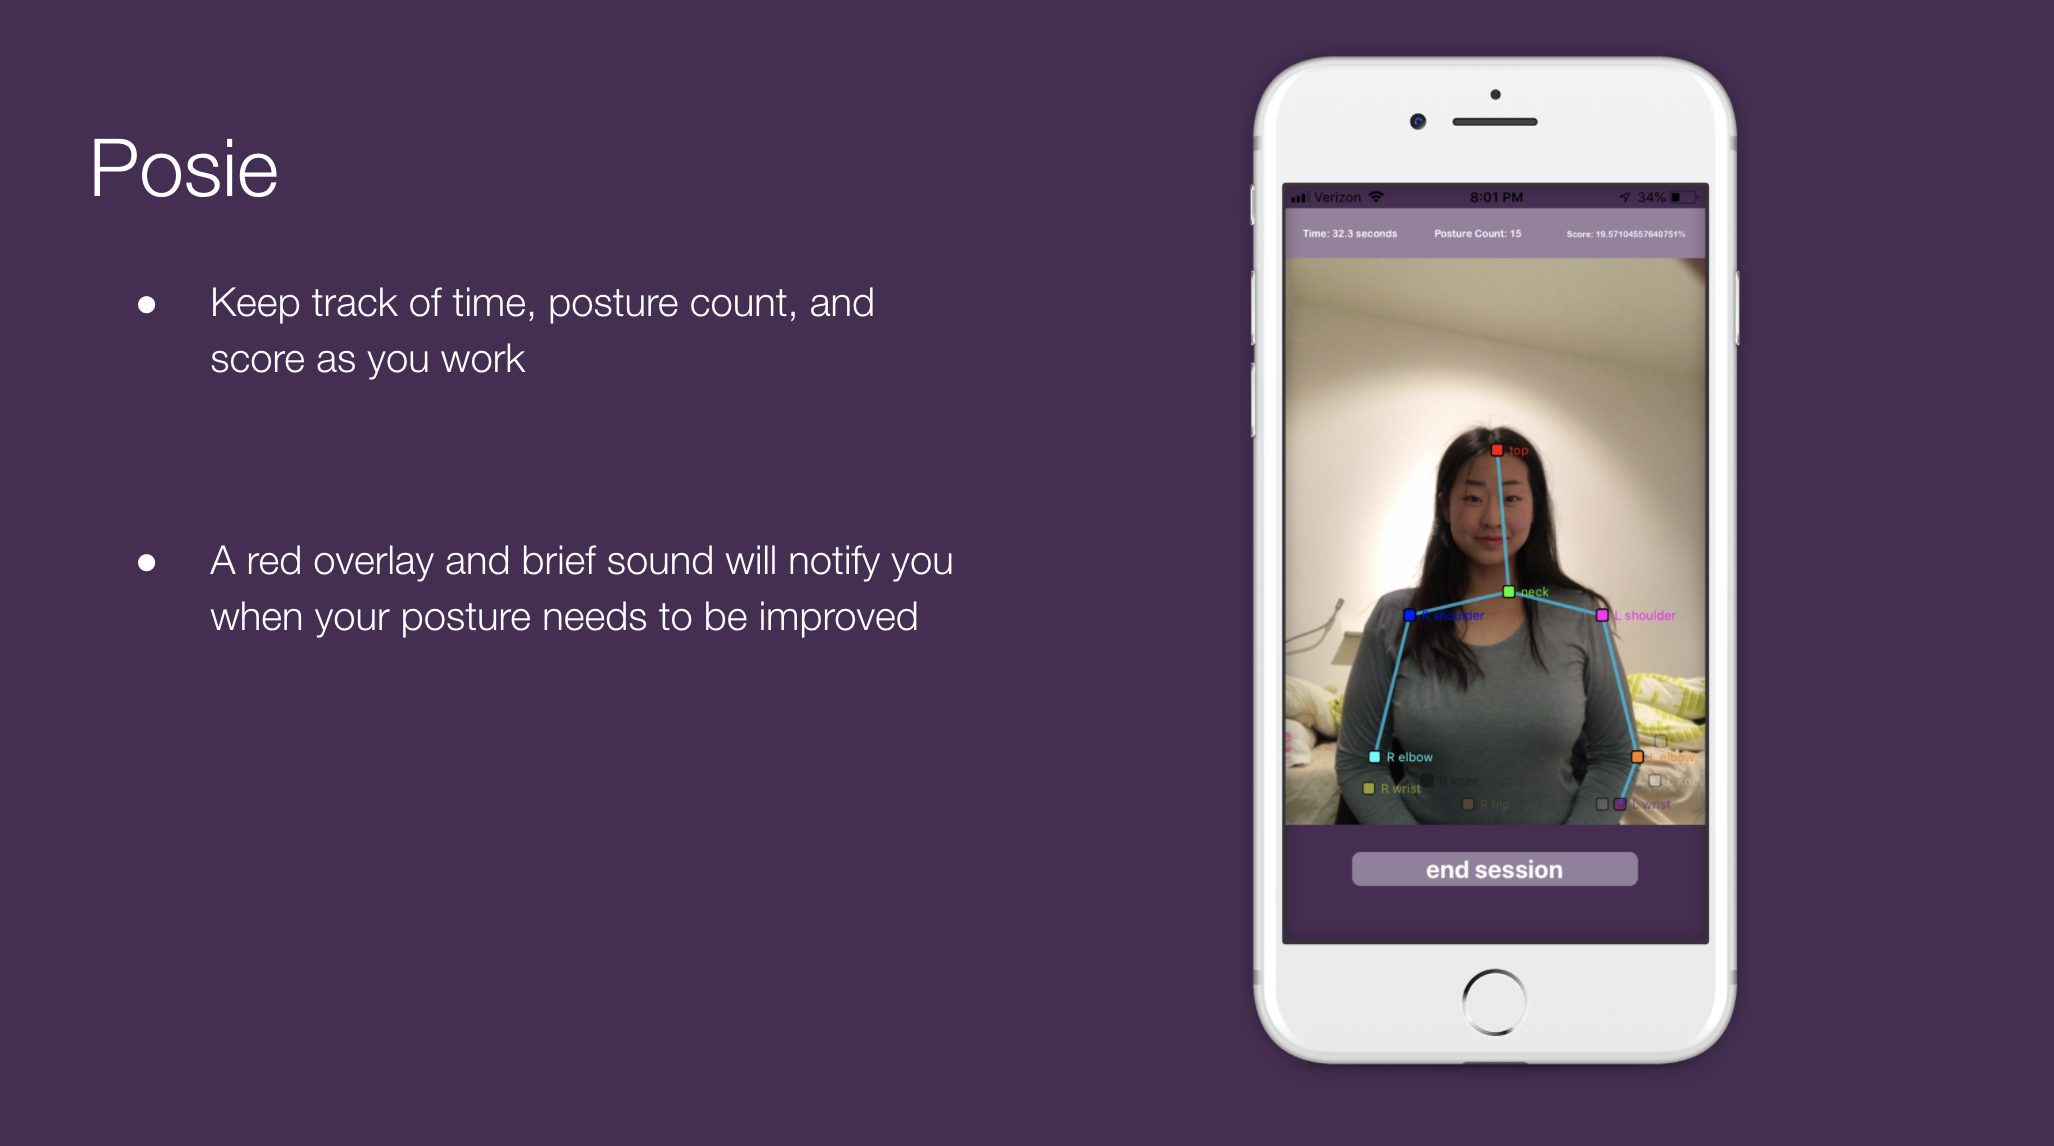 Posie
● Keep track of time, posture count, and
score as you work
● A red overlay and brief sound will notify you
when your posture needs to be improved
Verizon 8:01 PM 34%
Time: 32.3 seconds Posture Count: 15 Score: 19.57104557640751%
top
neck
R shoulder L shoulder
R elbow L elbow
R knee
R wrist
R hip L wrist
end session